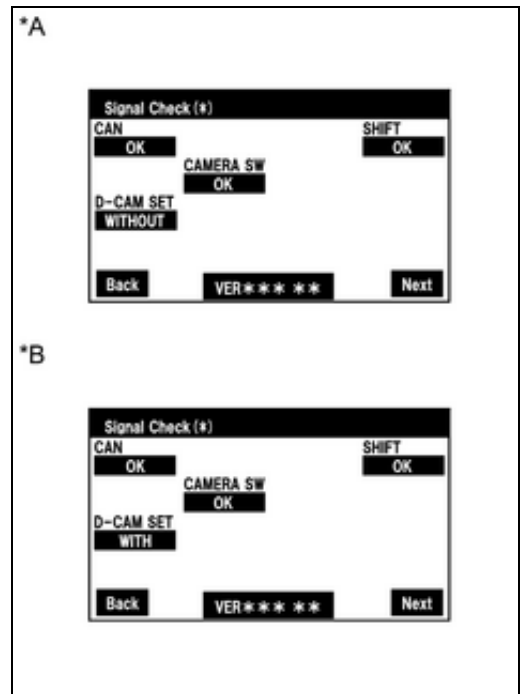 *A
Signal Check(*)
CAN SHIFT
OK OK
CAMERA SW
OK
D-CAM SET
WITHOUT
Back VER*** ** Next
*B
Signal Check(*)
CAN SHIFT
OK OK
CAMERA SW
OK
D-CAM SET
WITH
Back VER*** ** Next